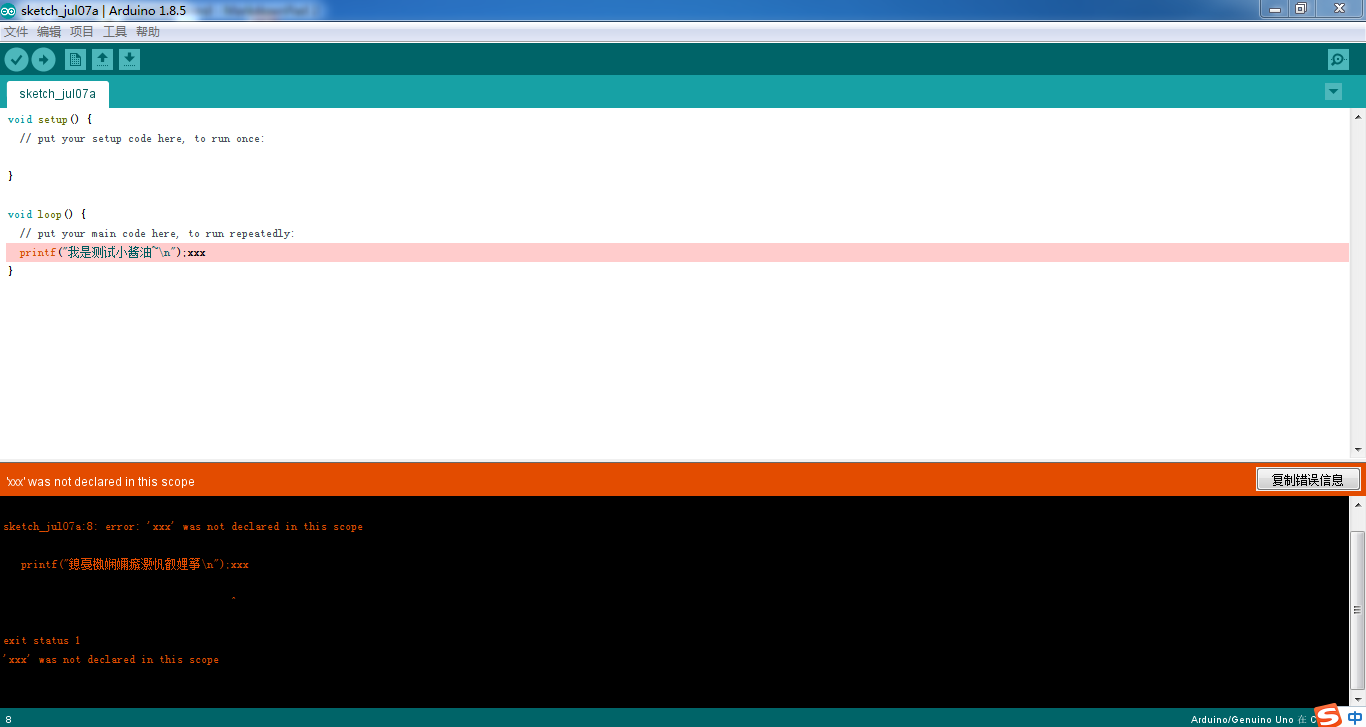 sketch_jul07a | Arduino 1.8.5
文件 编辑 项目 工具 帮助
sketch_jul07a
void setup() {
// put your setup code here, to run once:
}
void loop() {
// put your main code here, to run repeatedly:
printf("我是测试小酱油~\n");xxx
}
'xxx' was not declared in this scope
复制错误信息
sketch_jul07a:8: error: 'xxx' was not declared in this scope
printf("\n");xxx
^
exit status 1
'xxx' was not declared in this scope
8
Arduino/Genuino Uno 在 C
S 中